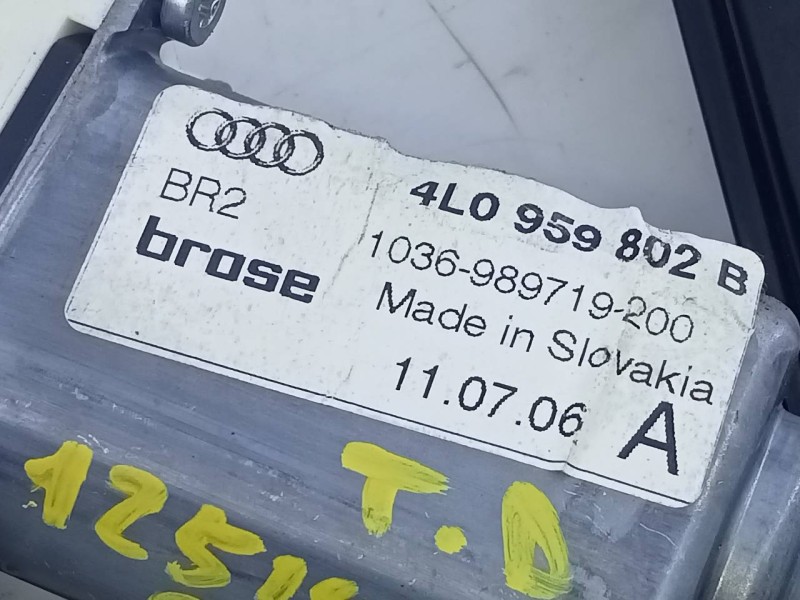 BR2
brose
4L0 959 802 B
1036-989719-200
Made in Slovakia
11.07.06 A
T.D